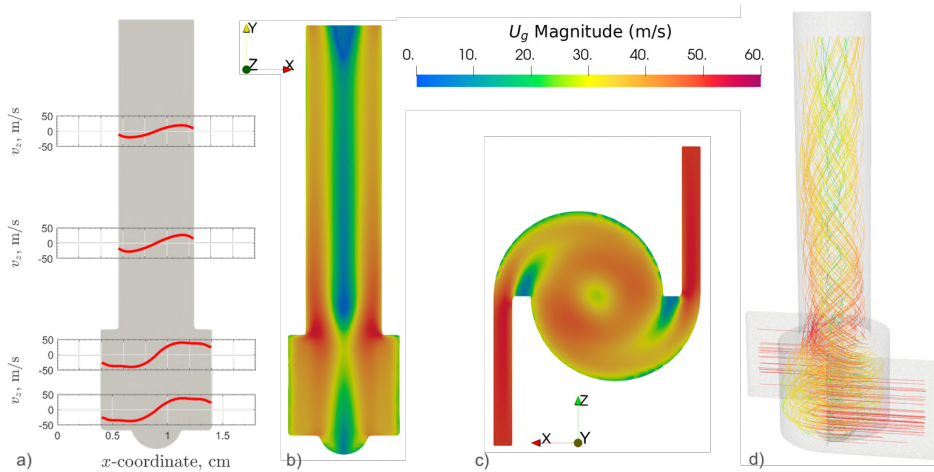 U_g Magnitude (m/s)
0. 10. 20. 30. 40. 50. 60.
Y
Z X
50
0
-50
v_z, m/s
50
0
-50
v_z, m/s
50
0
-50
50
0
-50
v_z, m/s
0 0.5 1 1.5
x-coordinate, cm
Z
X Y
a) b) c) d)